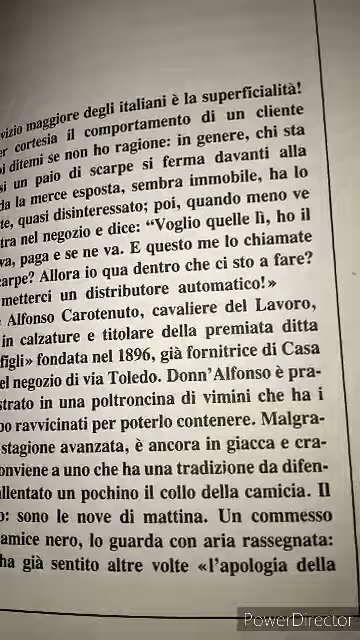 vizio maggiore degli italiani è la superficialità!
cortesia il comportamento di un cliente
ditemi se non ho ragione: in genere, chi sta
un paio di scarpe si ferma davanti alla
la merce esposta, sembra immobile, ha lo
quasi disinteressato; poi, quando meno ve
nel negozio e dice: “Voglio quelle lì, ho il
paga e se ne va. E questo me lo chiamate
Allora io qua dentro che ci sto a fare?
metterci un distributore automatico!»
Alfonso Carotenuto, cavaliere del Lavoro,
in calzature e titolare della premiata ditta
figli» fondata nel 1896, già fornitrice di Casa
el negozio di via Toledo. Donn'Alfonso è pra-
strato in una poltroncina di vimini che ha i
po ravvicinati per poterlo contenere. Malgra-
stagione avanzata, è ancora in giacca e cra-
onviene a uno che ha una tradizione da difen-
allentato un pochino il collo della camicia. Il
o: sono le nove di mattina. Un commesso
amice nero, lo guarda con aria rassegnata:
ha già sentito altre volte «l'apologia della
PowerDirector